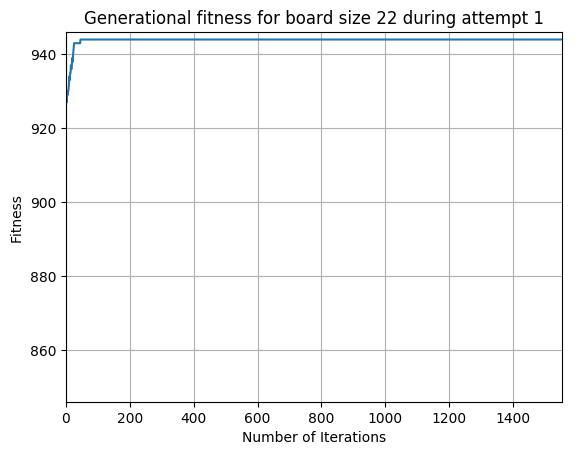 Generational fitness for board size 22 during attempt 1
Fitness
940
920
900
880
860
0 200 400 600 800 1000 1200 1400
Number of Iterations